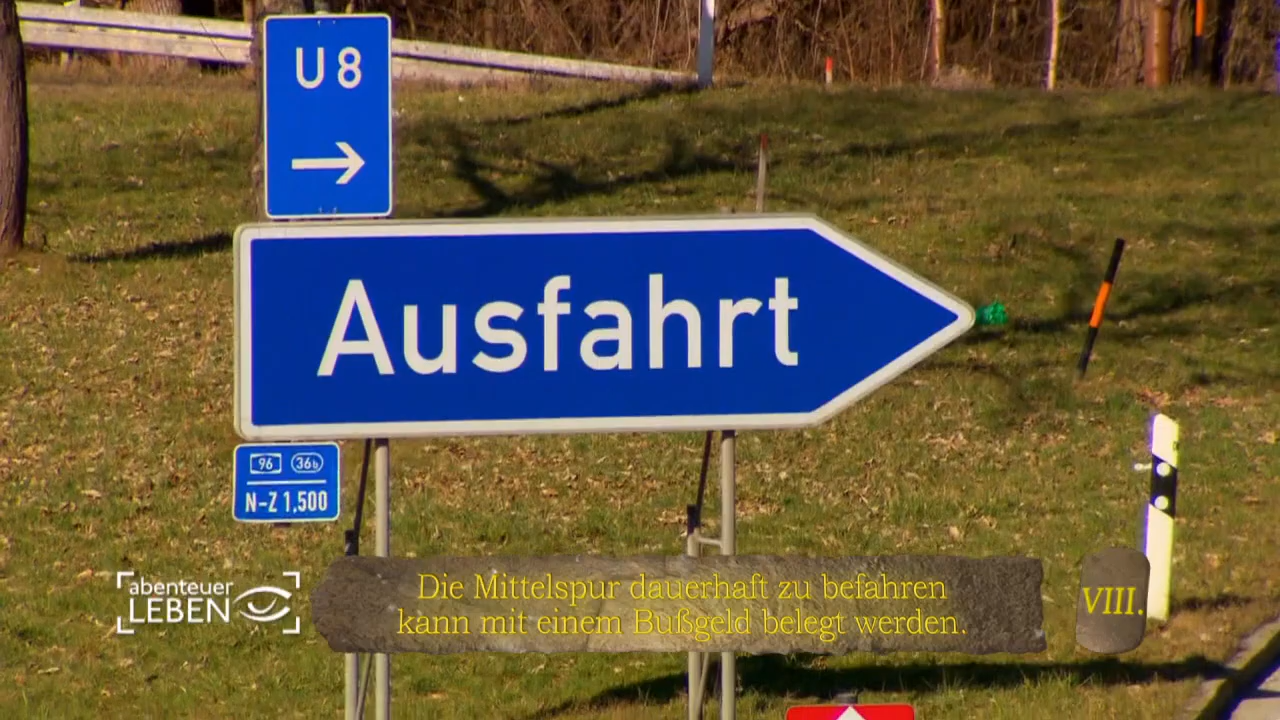 U 8
Ausfahrt
96 36b
N-Z 1,500
abenteuer
LEBEN
Die Mittelspur dauerhaft zu befahren
kann mit einem Bußgeld belegt werden.
VIII.